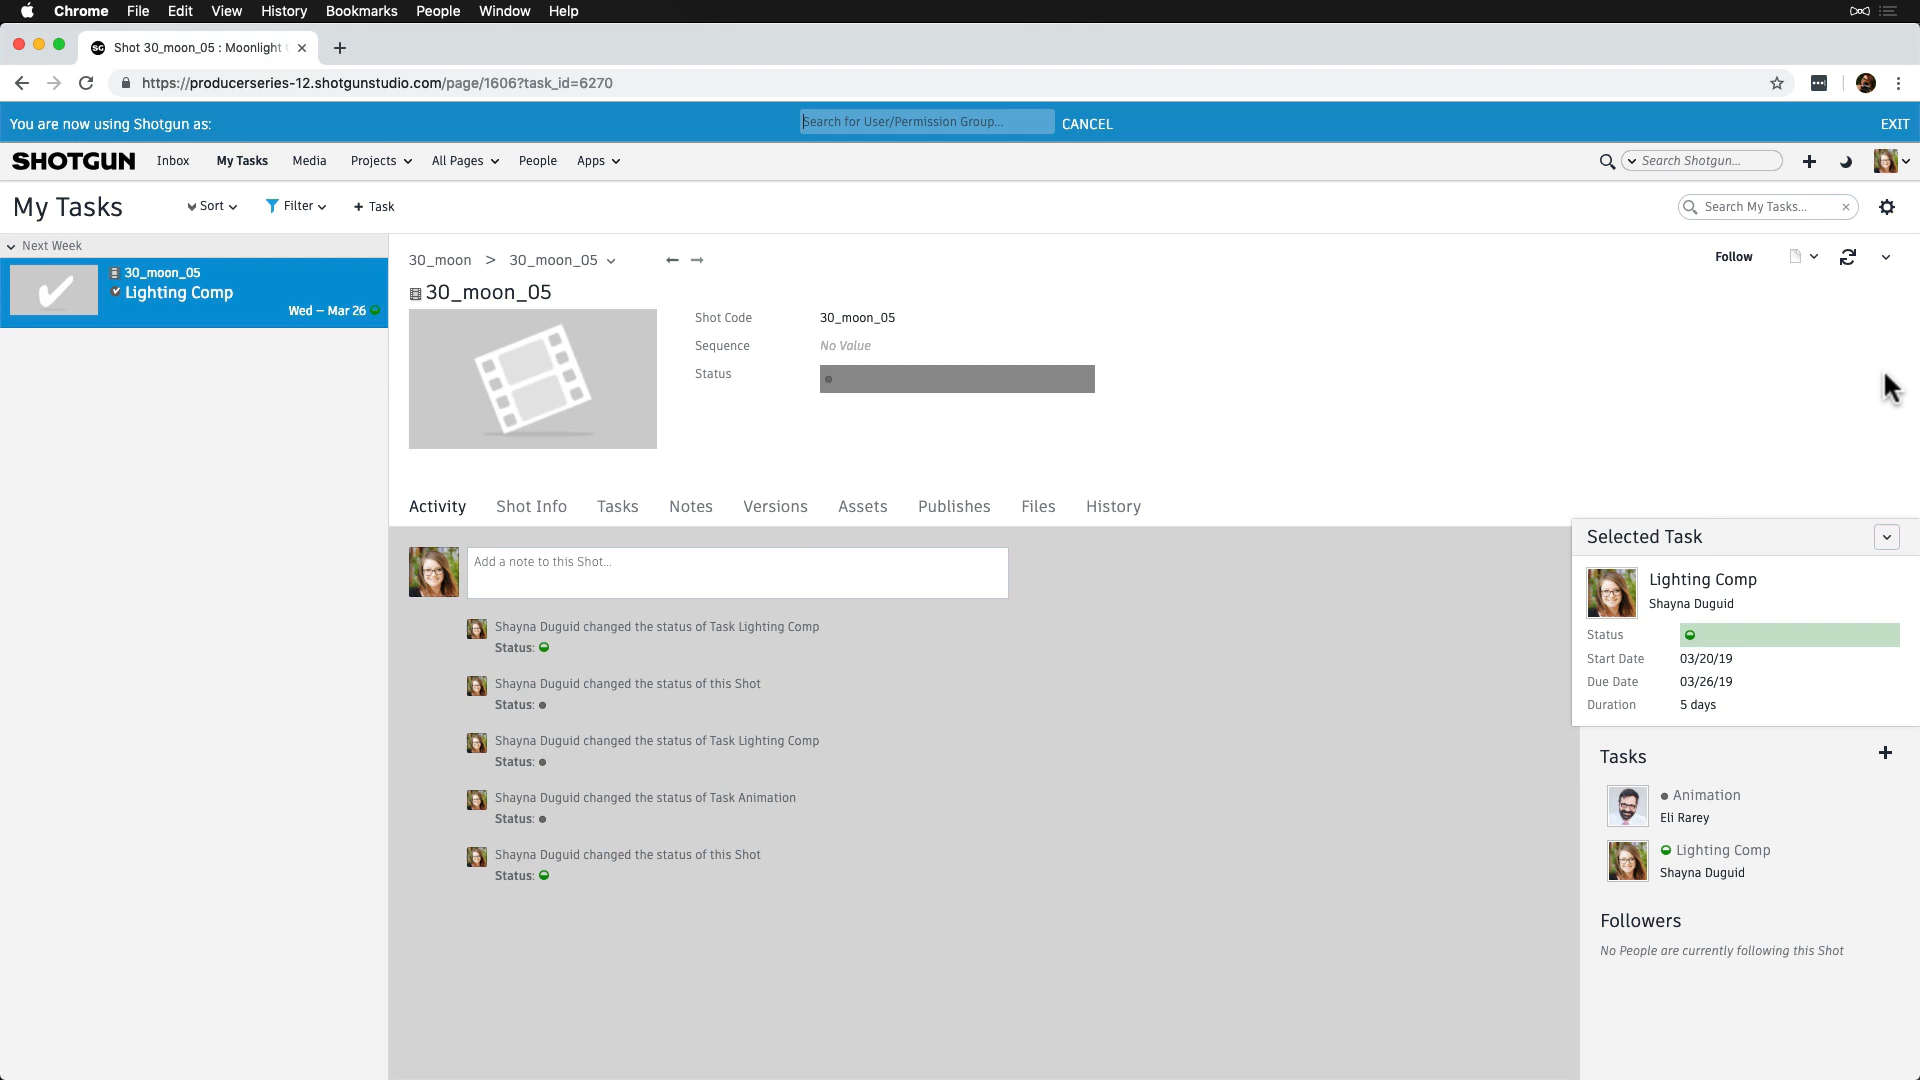 Chrome File Edit View History Bookmarks People Window Help
Shot 30_moon_05 : Moonlight
https://producerseries-12.shotgunstudio.com/page/1606?task_id=6270
You are now using Shotgun as: Search for User/Permission Group... CANCEL EXIT
SHOTGUN Inbox My Tasks Media Projects All Pages People Apps Search Shotgun...
My Tasks Sort Filter + Task Search My Tasks...
Next Week
30_moon_05
Lighting Comp
Wed – Mar 26
30_moon > 30_moon_05
Follow
30_moon_05
Shot Code 30_moon_05
Sequence No Value
Status
Activity Shot Info Tasks Notes Versions Assets Publishes Files History
Add a note to this Shot...
Shayna Duguid changed the status of Task Lighting Comp
Status:
Shayna Duguid changed the status of this Shot
Status:
Shayna Duguid changed the status of Task Lighting Comp
Status:
Shayna Duguid changed the status of Task Animation
Status:
Shayna Duguid changed the status of this Shot
Status:
Selected Task
Lighting Comp
Shayna Duguid
Status
Start Date 03/20/19
Due Date 03/26/19
Duration 5 days
Tasks
Animation
Eli Rarey
Lighting Comp
Shayna Duguid
Followers
No People are currently following this Shot